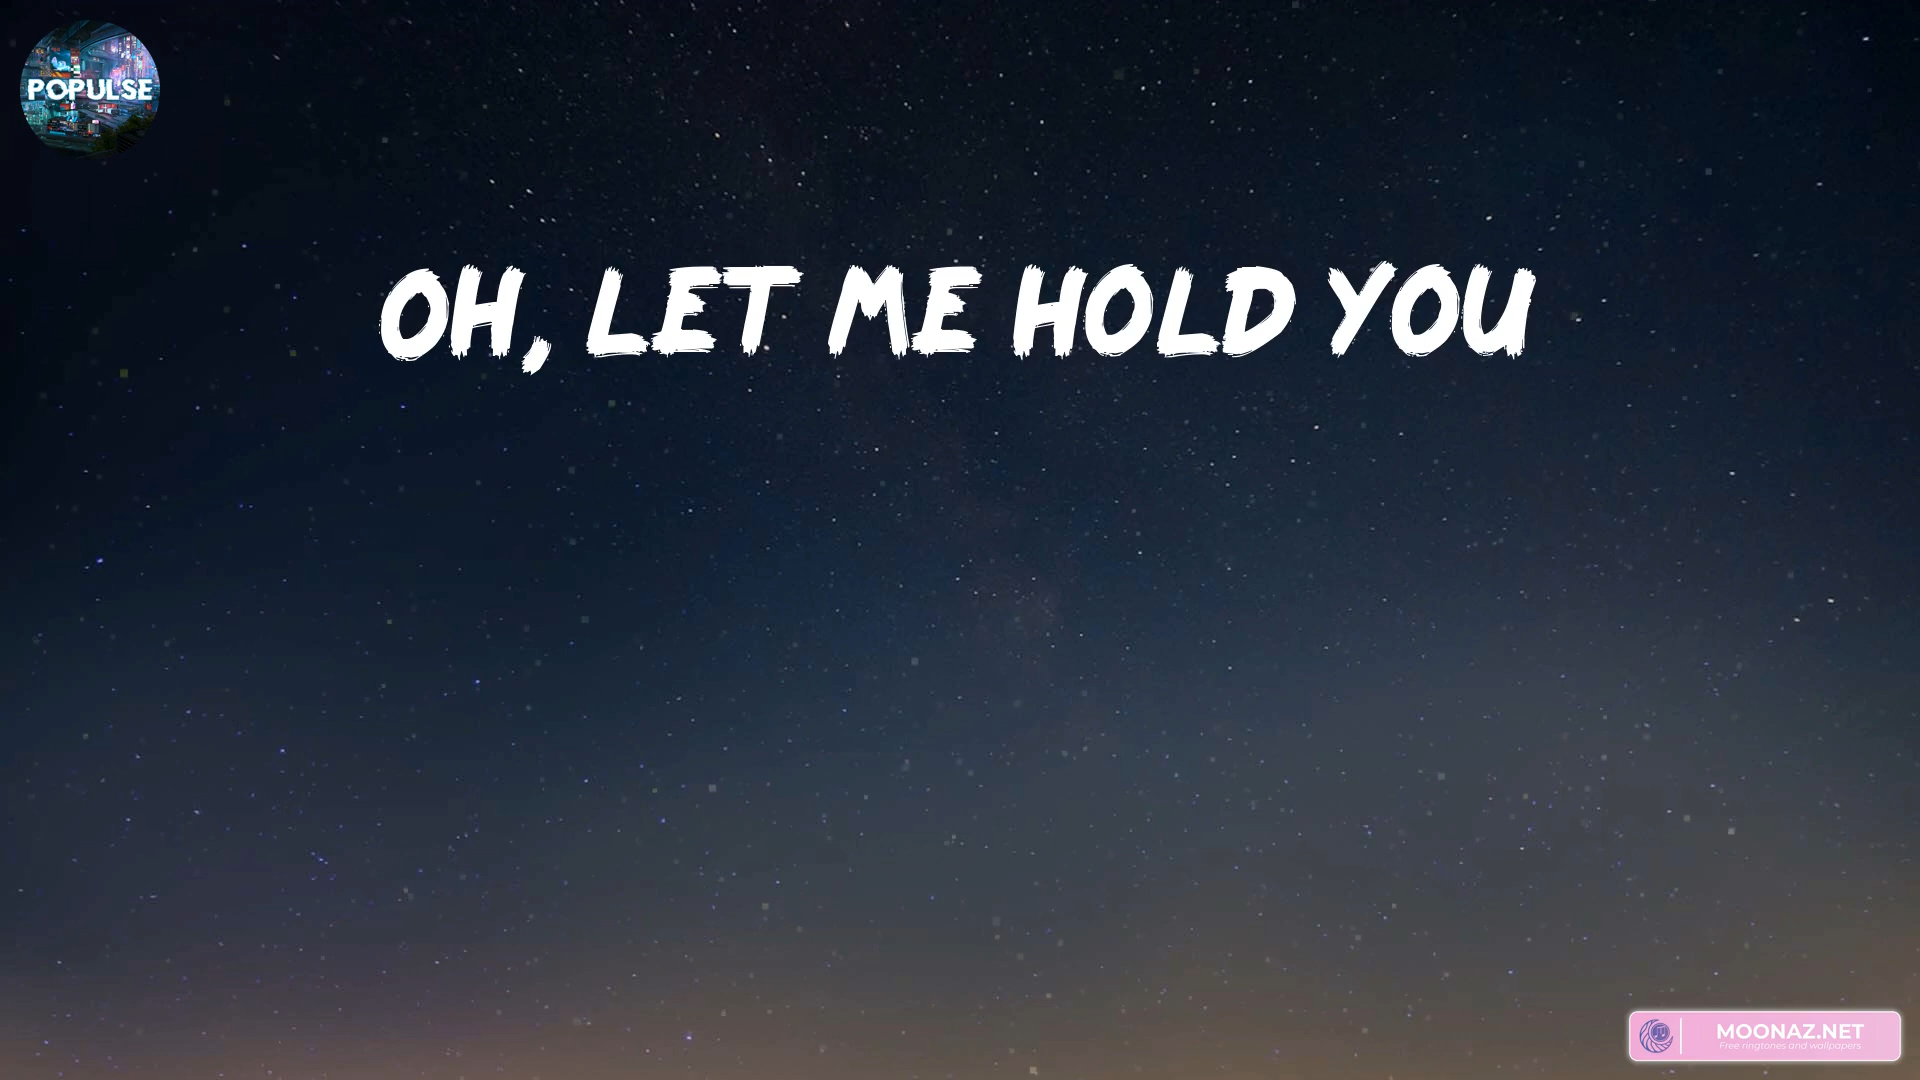 POPULSE
OH, LET ME HOLD YOU
MOONAZ.NET
Free ringtones and wallpapers